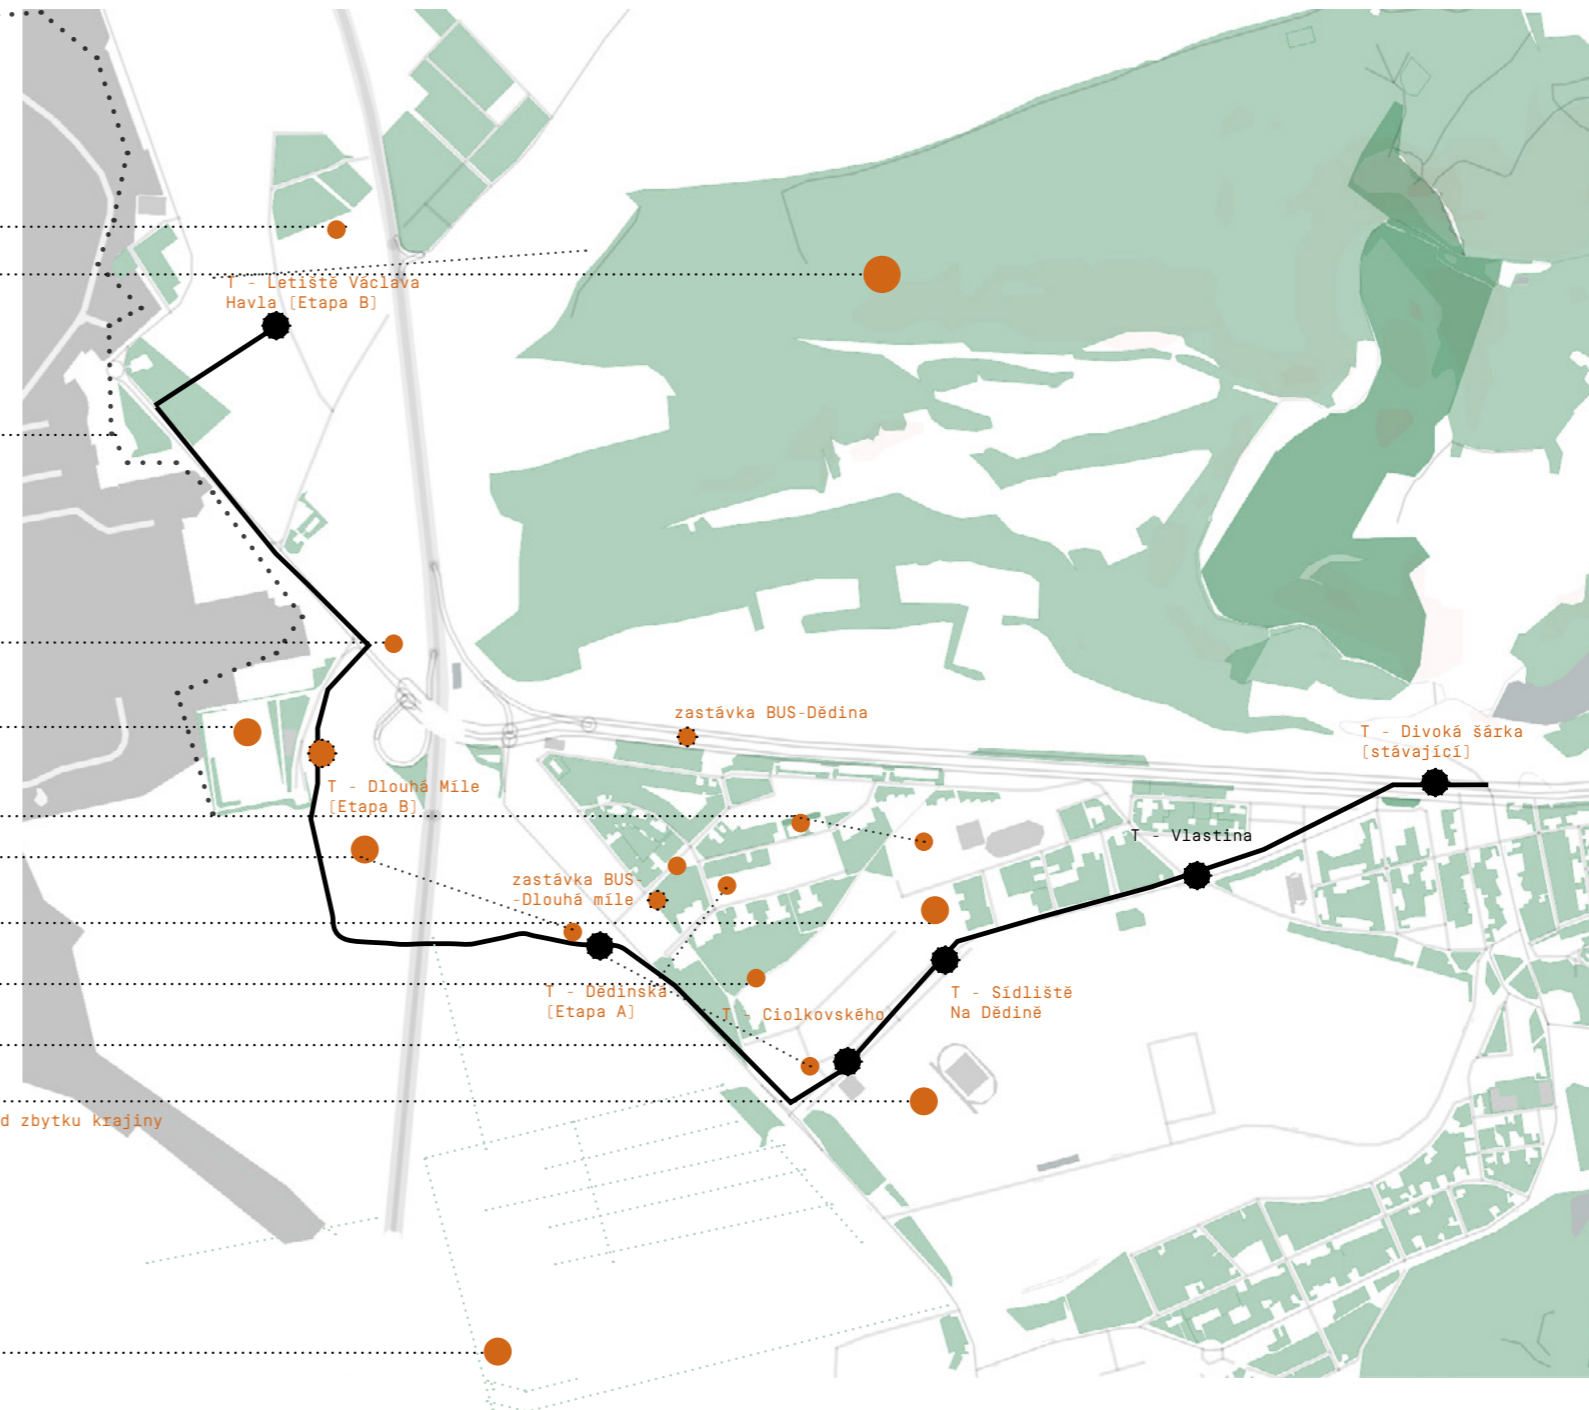 T - Letiště Václava
Havla [Etapa B]
zastávka BUS-Dědina
T - Divoká šárka
[stávající]
T - Dlouhá Míle
[Etapa B]
T - Vlastina
zastávka BUS-
-Dlouhá míle
T - Dědinská
[Etapa A]
T - Ciolkovského
T - Sídliště
Na Dědině
d zbytku krajiny